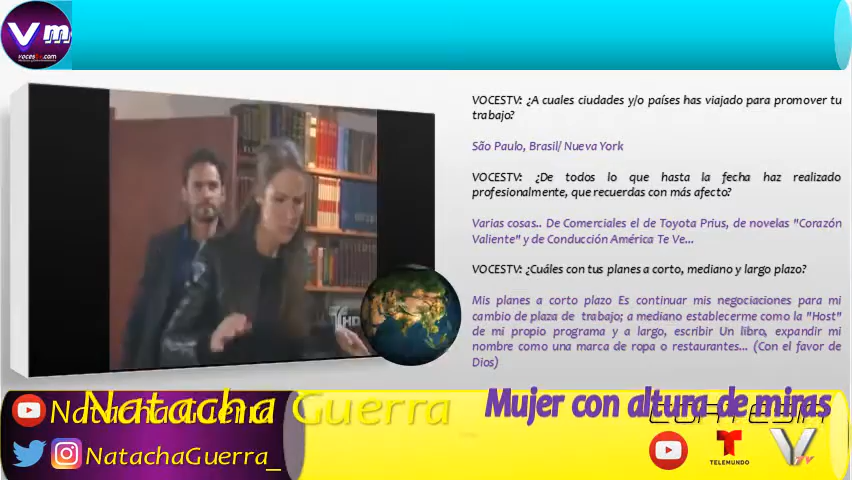 Vm
vocestv.com
VOCESTV: ¿A cuales ciudades y/o países has viajado para promover tu
trabajo?
São Paulo, Brasil/ Nueva York
VOCESTV: ¿De todos lo que hasta la fecha haz realizado
profesionalmente, que recuerdas con más afecto?
Varias cosas.. De Comerciales el de Toyota Prius, de novelas "Corazón
Valiente" y de Conducción América Te Ve...
VOCESTV: ¿Cuáles con tus planes a corto, mediano y largo plazo?
Mis planes a corto plazo Es continuar mis negociaciones para mi
cambio de plaza de trabajo; a mediano establecerme como la "Host"
de mi propio programa y a largo, escribir Un libro, expandir mi
nombre como una marca de ropa o restaurantes... (Con el favor de
Dios)
HD
Natacha Guerra
Natacha Guerra
Mujer con altura de miras
NatachaGuerra_
TELEMUNDO
TV